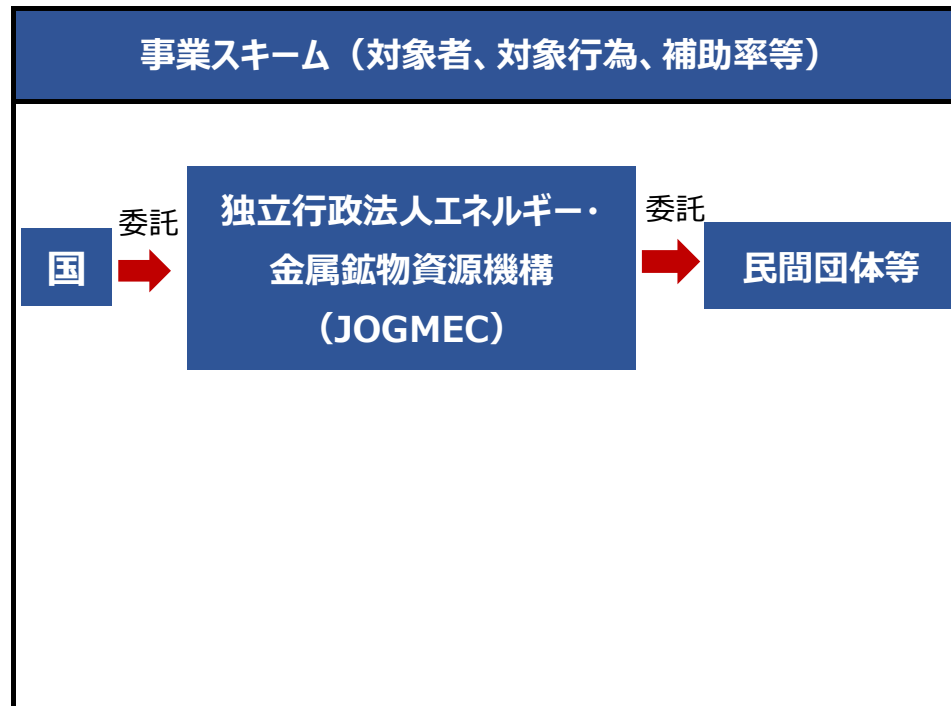 事業スキーム（対象者、対象行為、補助率等）
国
委託
独立行政法人エネルギー・
金属鉱物資源機構
（JOGMEC）
委託
民間団体等